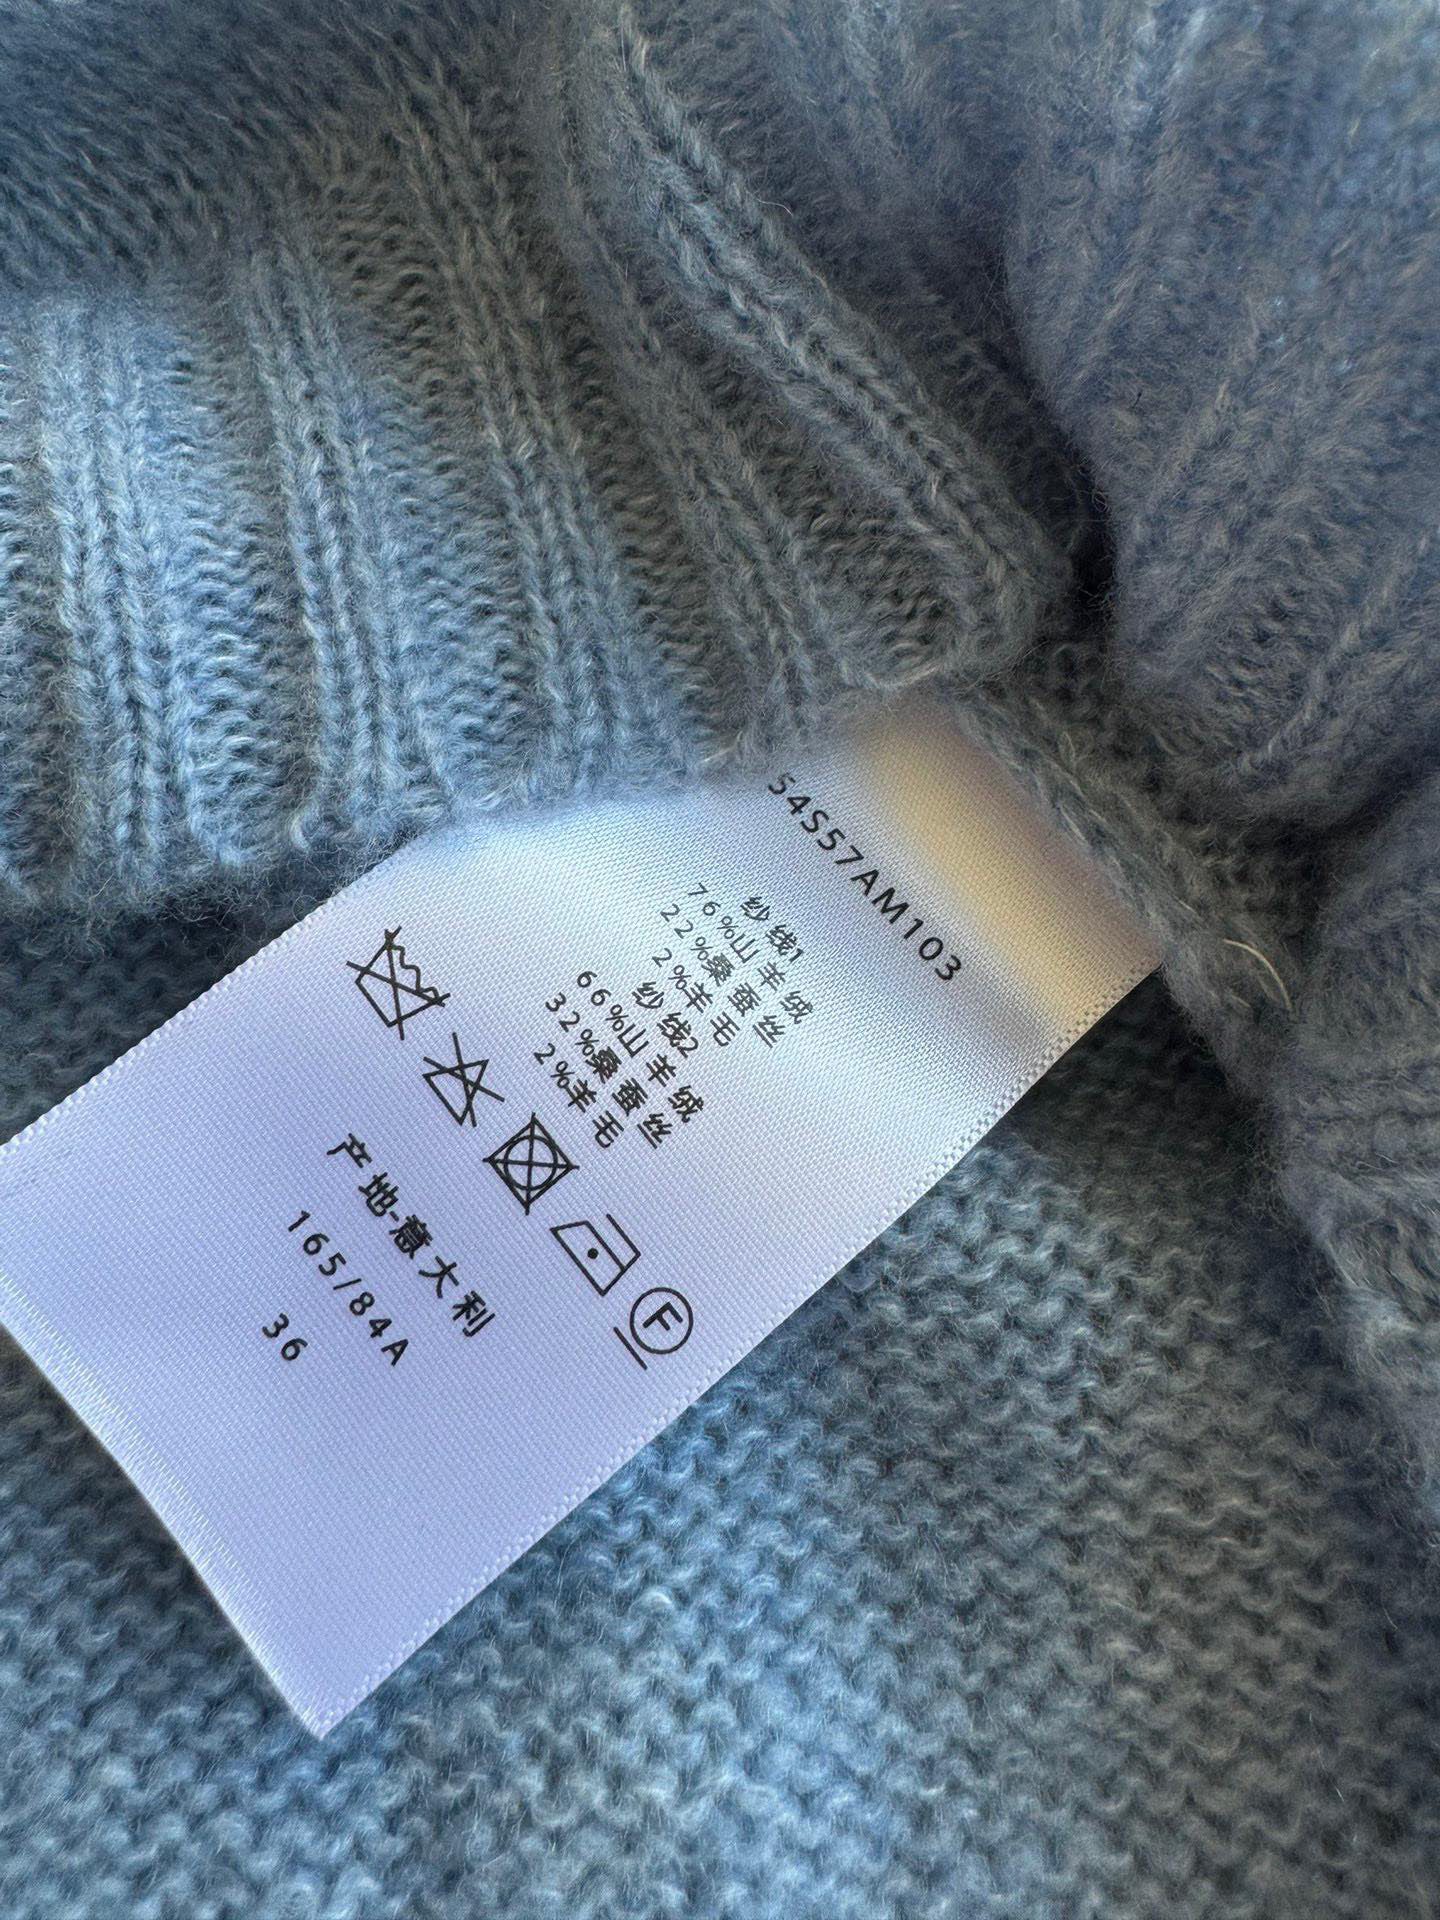 54S57AM103
纱线1
76%山羊绒
22%桑蚕丝
2%羊毛
纱线2
66%山羊绒
32%桑蚕丝
2%羊毛
F
产地-意大利
165/84A
36